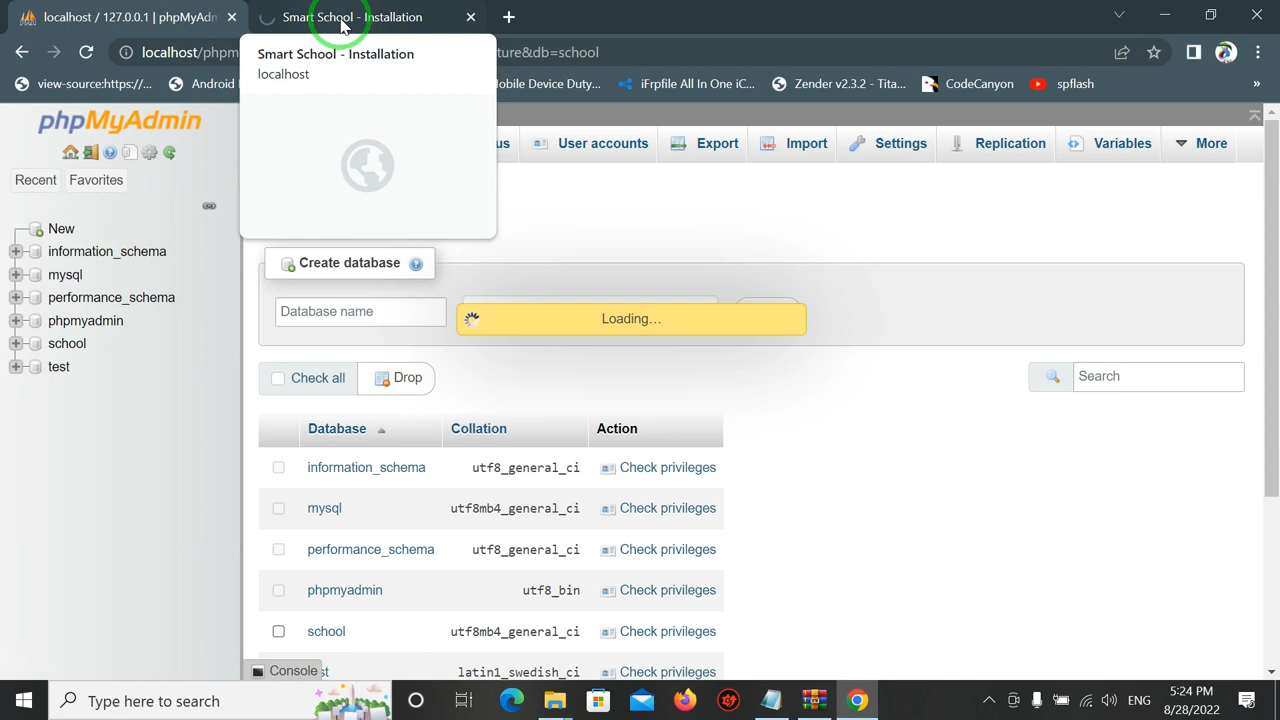 localhost / 127.0.0.1 | phpMyAdm
Smart School - Installation
localhost/phpm
ture&db=school
Smart School - Installation
localhost
view-source:https://...
Android
Mobile Device Funny...
iFrpfile All In One iC...
Zender v2.3.2 - Tita...
CodeCanyon
spflash
»
phpMyAdmin
Recent
Favorites
New
information_schema
mysql
performance_schema
phpmyadmin
school
test
us
User accounts
Export
Import
Settings
Replication
Variables
More
Create database
Database name
Loading...
Check all
Drop
Search
Database
Collation
Action
information_schema
utf8_general_ci
Check privileges
mysql
utf8mb4_general_ci
Check privileges
performance_schema
utf8_general_ci
Check privileges
phpmyadmin
utf8_bin
Check privileges
school
utf8mb4_general_ci
Check privileges
st
latin1_swedish_ci
Check privileges
Console
Type here to search
ENG
5:24 PM
8/28/2022